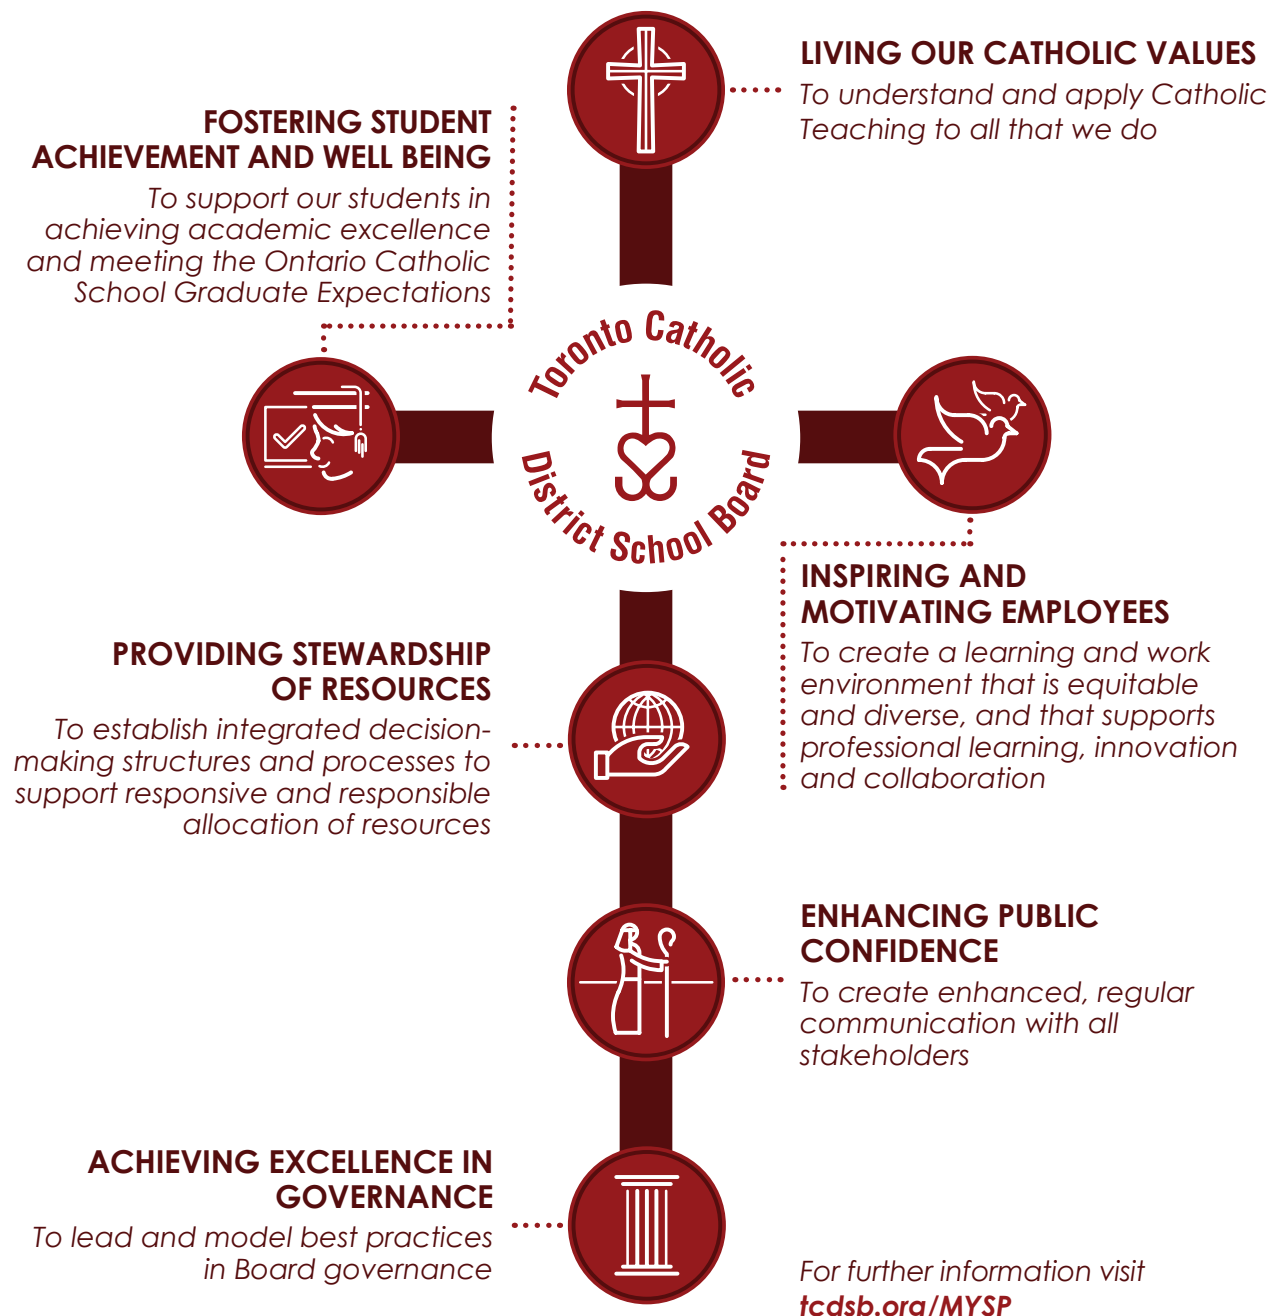 LIVING OUR CATHOLIC VALUES
To understand and apply Catholic
Teaching to all that we do
FOSTERING STUDENT
ACHIEVEMENT AND WELL BEING
To support our students in
achieving academic excellence
and meeting the Ontario Catholic
School Graduate Expectations
Toronto Catholic
District School Board
INSPIRING AND
MOTIVATING EMPLOYEES
To create a learning and work
environment that is equitable
and diverse, and that supports
professional learning, innovation
and collaboration
PROVIDING STEWARDSHIP
OF RESOURCES
To establish integrated decision-
making structures and processes to
support responsive and responsible
allocation of resources
ENHANCING PUBLIC
CONFIDENCE
To create enhanced, regular
communication with all
stakeholders
ACHIEVING EXCELLENCE IN
GOVERNANCE
To lead and model best practices
in Board governance
For further information visit
tcdsb.org/MYSP